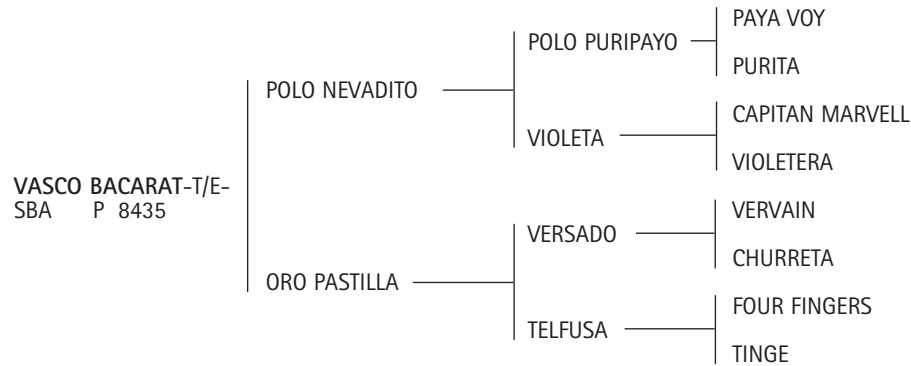 PAYA VOY
POLO PURIPAYO
PURITA
POLO NEVADITO
CAPITAN MARVELL
VIOLETA
VIOLETERA
VASCO BACARAT-T/E-
SBA P 8435
VERVAIN
VERSADO
CHURRETA
ORO PASTILLA
FOUR FINGERS
TELFUSA
TINGE